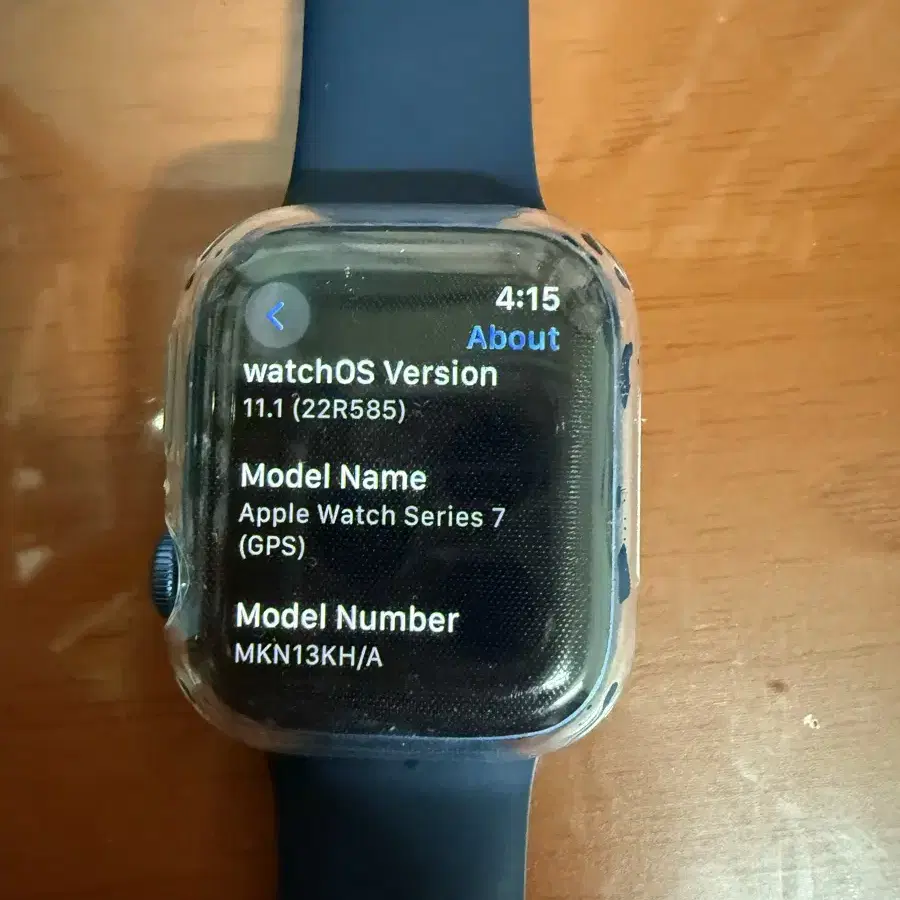 4:15
About
watchOS Version
11.1 (22R585)
Model Name
Apple Watch Series 7
(GPS)
Model Number
MKN13KH/A